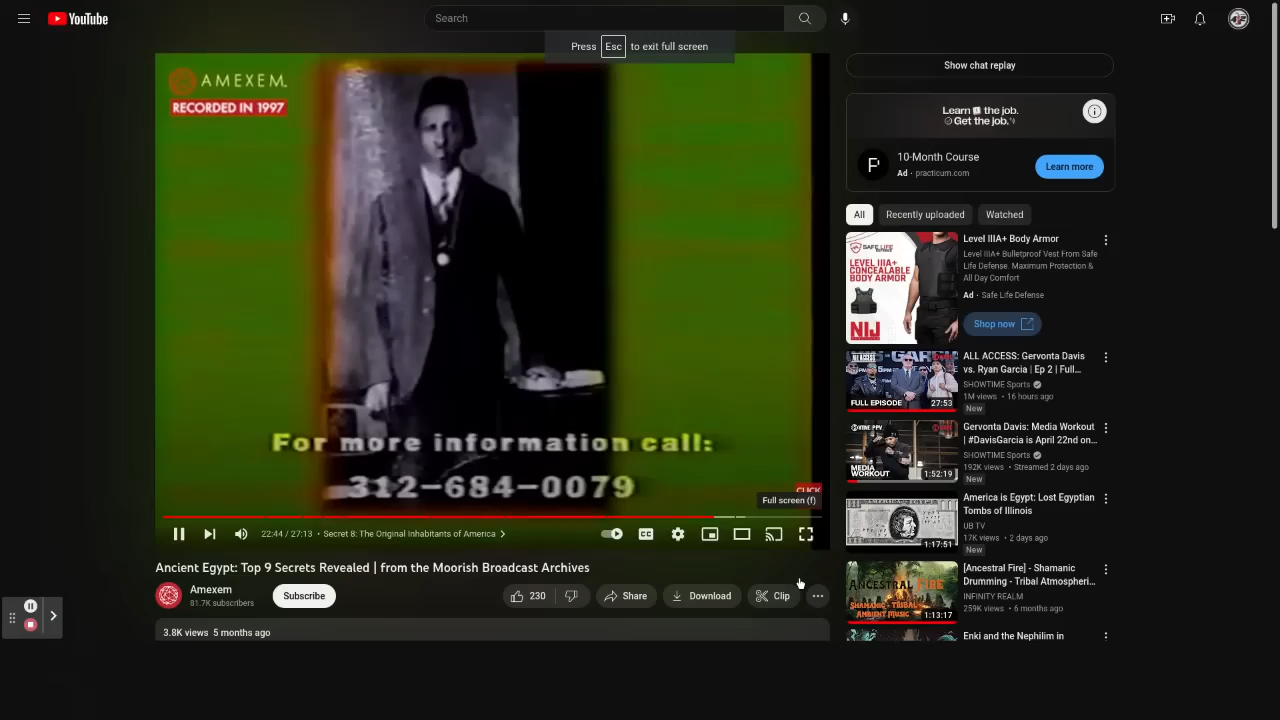 YouTube
Search
Press Esc to exit full screen
AMEXEM.
RECORDED IN 1997
For more information call:
312-684-0079
CLICK
Full screen (f)
22:44 / 27:13 • Secret 8: The Original Inhabitants of America
CC
Ancient Egypt: Top 9 Secrets Revealed | from the Moorish Broadcast Archives
Amexem
81.7K subscribers
Subscribe
230
Share
Download
Clip
3.8K views 5 months ago
Show chat replay
Learn the job.
Get the job.
10-Month Course
Ad · practicum.com
Learn more
All
Recently uploaded
Watched
SAFE LIFE
LEVEL IIIA+
CONCEALABLE
BODY ARMOR
NIJ
Level IIIA+ Body Armor
Level IIIA+ Bulletproof Vest From Safe
Life Defense. Maximum Protection &
All Day Comfort
Ad · Safe Life Defense
Shop now
FULL EPISODE
27:53
ALL ACCESS: Gervonta Davis
vs. Ryan Garcia | Ep 2 | Full...
SHOWTIME Sports
1M views • 16 hours ago
New
MEDIA
WORKOUT
1:52:19
Gervonta Davis: Media Workout
| #DavisGarcia is April 22nd on...
SHOWTIME Sports
192K views • Streamed 2 days ago
New
1:17:51
America is Egypt: Lost Egyptian
Tombs of Illinois
UB TV
17K views • 2 days ago
New
ANCESTRAL FIRE
SHAMANIC - TRIBAL
AMBIENT MUSIC
1:13:17
[Ancestral Fire] - Shamanic
Drumming - Tribal Atmospheri...
INFINITY REALM
259K views • 6 months ago
Enki and the Nephilim in